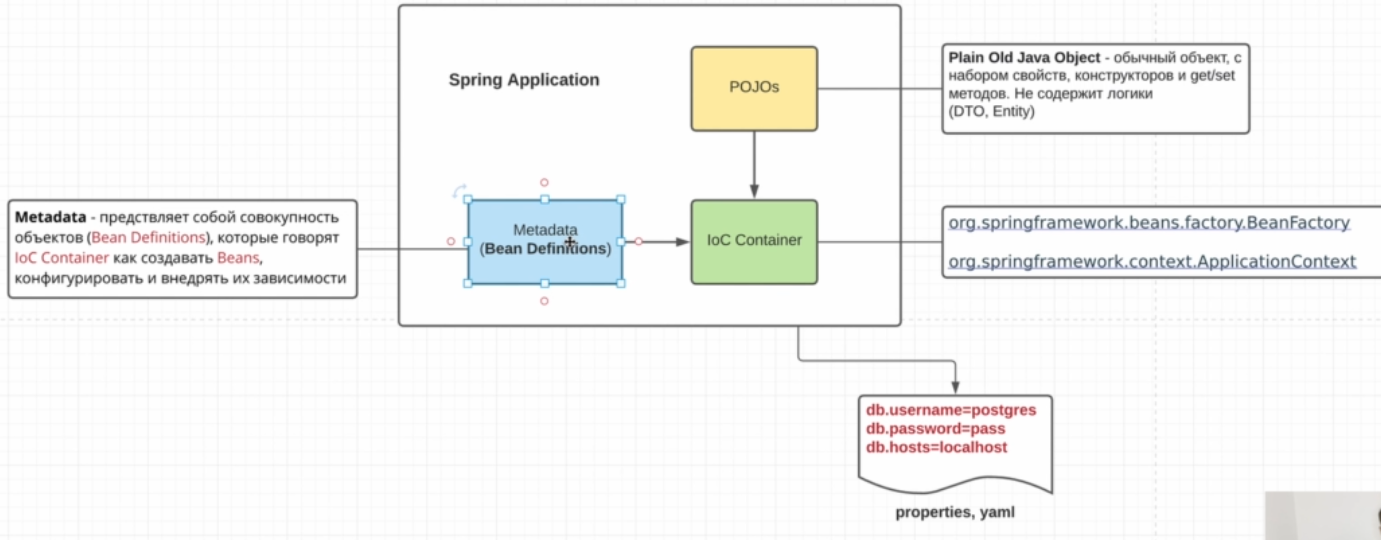 Spring Application
POJOs
Plain Old Java Object - обычный объект, с
набором свойств, конструкторов и get/set
методов. Не содержит логики
(DTO, Entity)
Metadata - предствляет собой совокупность
объектов (Bean Definitions), которые говорят
IoC Container как создавать Beans,
конфигурировать и внедрять их зависимости
Metadata
(Bean Definitions)
IoC Container
org.springframework.beans.factory.BeanFactory
org.springframework.context.ApplicationContext
db.username=postgres
db.password=pass
db.hosts=localhost
properties, yaml